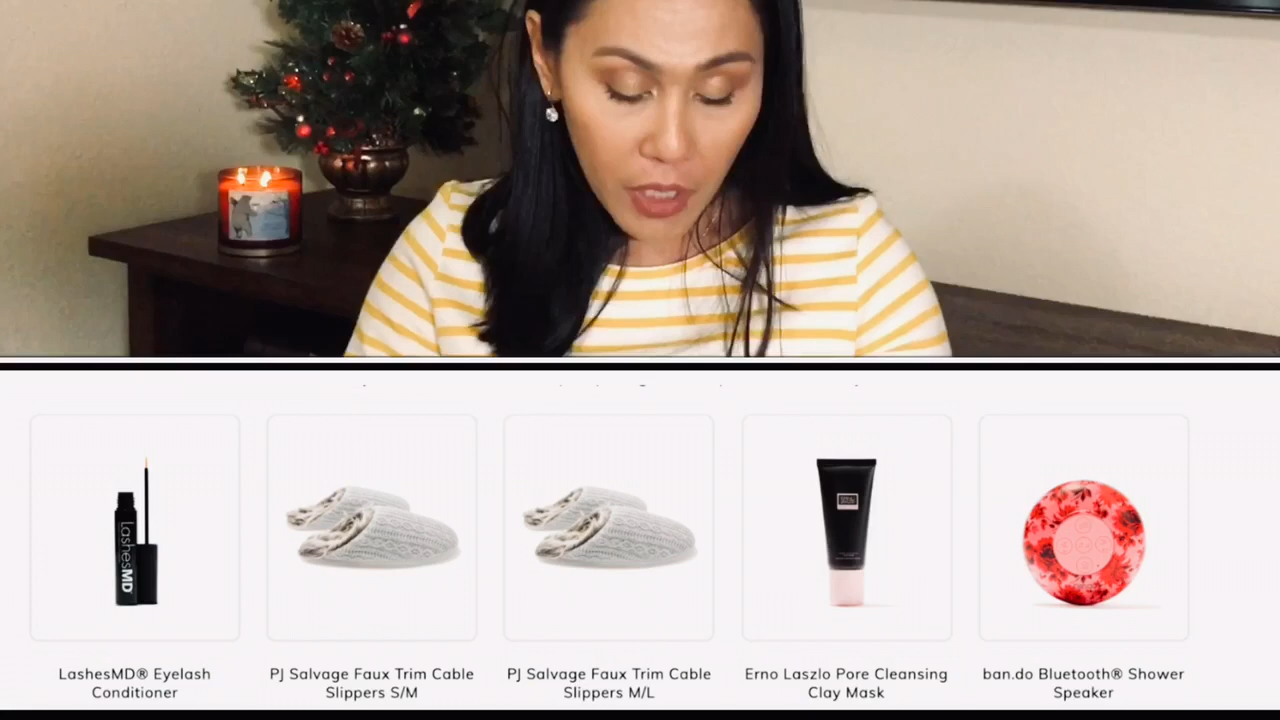 LashesMD
LashesMD® Eyelash
Conditioner
PJ Salvage Faux Trim Cable
Slippers S/M
PJ Salvage Faux Trim Cable
Slippers M/L
Erno Laszlo Pore Cleansing
Clay Mask
ban.do Bluetooth® Shower
Speaker